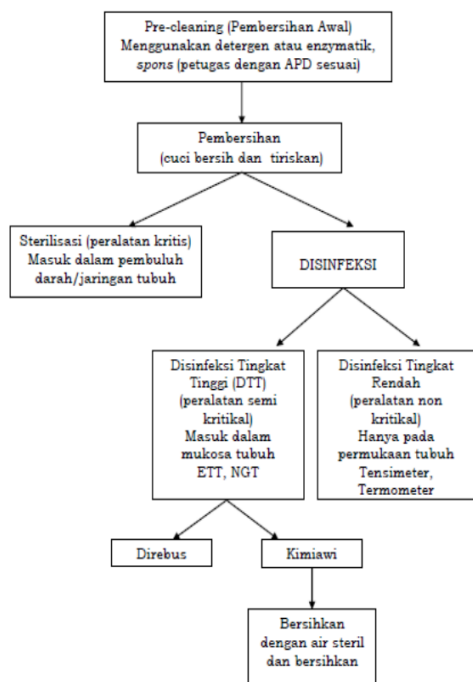 Pre-cleaning (Pembersihan Awal)
Menggunakan detergen atau enzymatik,
spons (petugas dengan APD sesuai)
Pembersihan
(cuci bersih dan tiriskan)
Sterilisasi (peralatan kritis)
Masuk dalam pembuluh
darah/jaringan tubuh
DISINFEKSI
Disinfeksi Tingkat
Tinggi (DTT)
(peralatan semi
kritikal)
Masuk dalam
mukosa tubuh
ETT, NGT
Disinfeksi Tingkat
Rendah
(peralatan non
kritikal)
Hanya pada
permukaan tubuh
Tensimeter,
Termometer
Direbus
Kimiawi
Bersihkan
dengan air steril
dan bersihkan